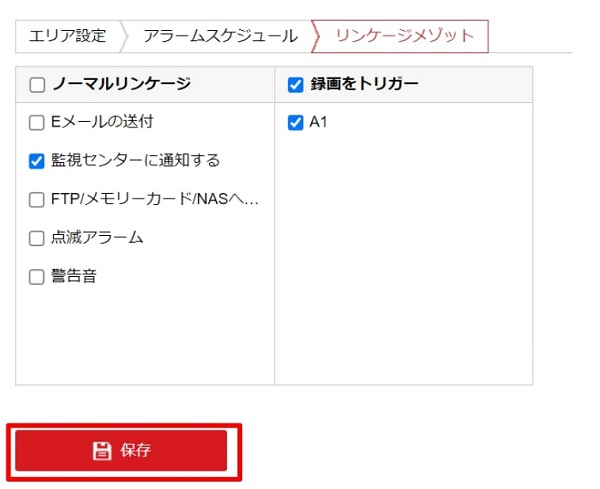 エリア設定 アラームスケジュール リンケージメゾット
ノーマルリンケージ 録画をトリガー
Eメールの送付 A1
監視センターに通知する
FTP/メモリーカード/NASへ...
点滅アラーム
警告音
保存